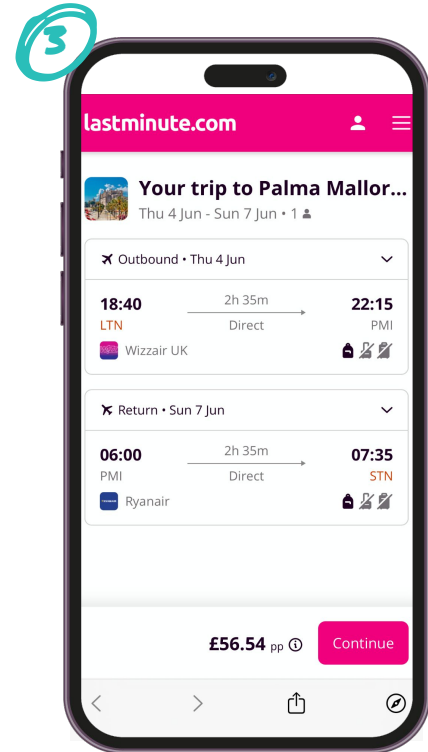 3
lastminute.com
Your trip to Palma Mallor...
Thu 4 Jun - Sun 7 Jun • 1
Outbound • Thu 4 Jun
18:40 2h 35m 22:15
LTN Direct PMI
Wizzair UK
Return • Sun 7 Jun
06:00 2h 35m 07:35
PMI Direct STN
Ryanair
£56.54 pp Continue